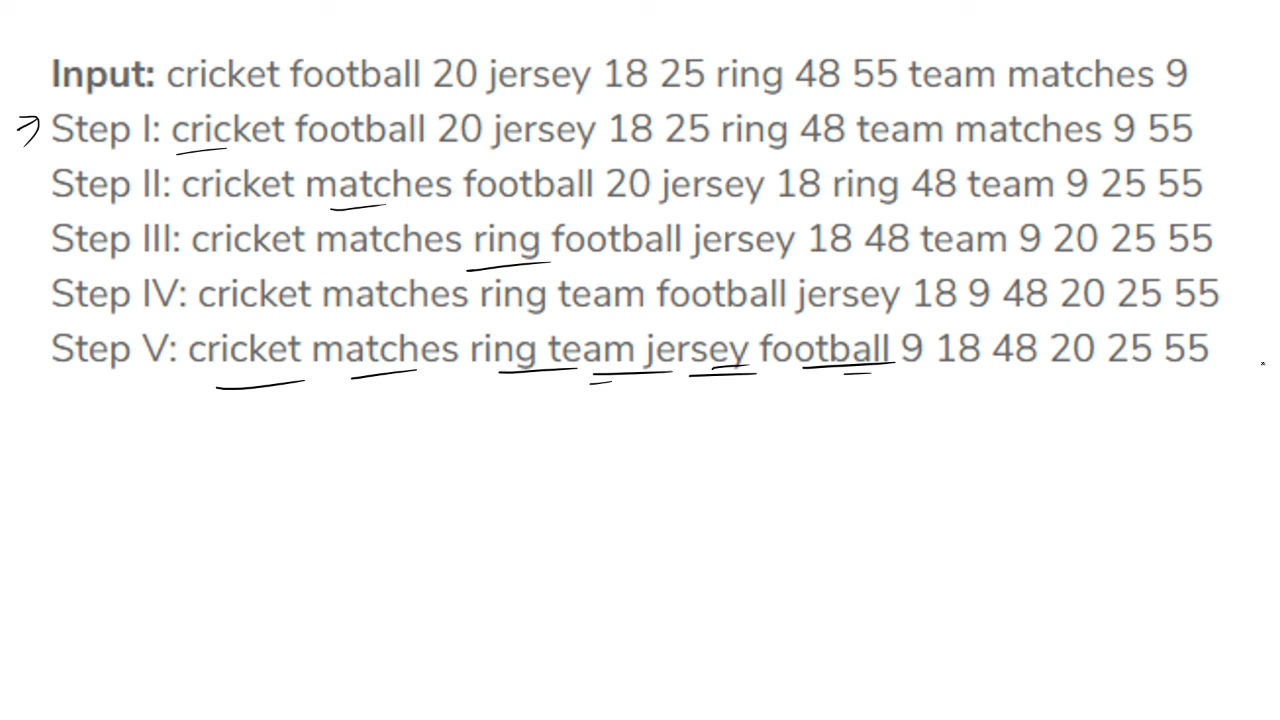 Input: cricket football 20 jersey 18 25 ring 48 55 team matches 9
Step I: cricket football 20 jersey 18 25 ring 48 team matches 9 55
Step II: cricket matches football 20 jersey 18 ring 48 team 9 25 55
Step III: cricket matches ring football jersey 18 48 team 9 20 25 55
Step IV: cricket matches ring team football jersey 18 9 48 20 25 55
Step V: cricket matches ring team jersey football 9 18 48 20 25 55